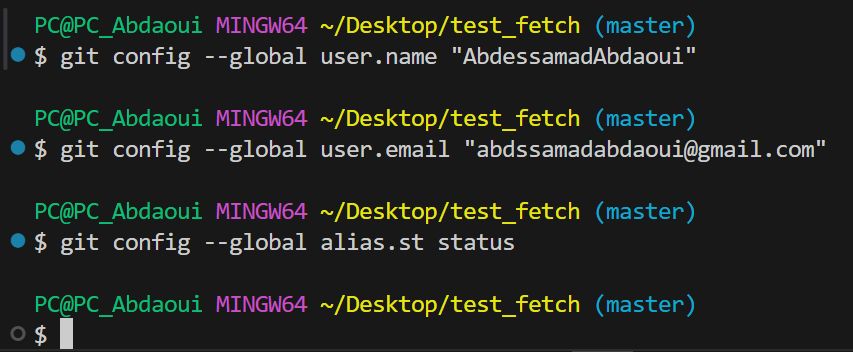 PC@PC_Abdaoui MINGW64 ~/Desktop/test_fetch (master)
$ git config --global user.name "AbdessamadAbdaoui"
PC@PC_Abdaoui MINGW64 ~/Desktop/test_fetch (master)
$ git config --global user.email "abdssamadabdaoui@gmail.com"
PC@PC_Abdaoui MINGW64 ~/Desktop/test_fetch (master)
$ git config --global alias.st status
PC@PC_Abdaoui MINGW64 ~/Desktop/test_fetch (master)
$